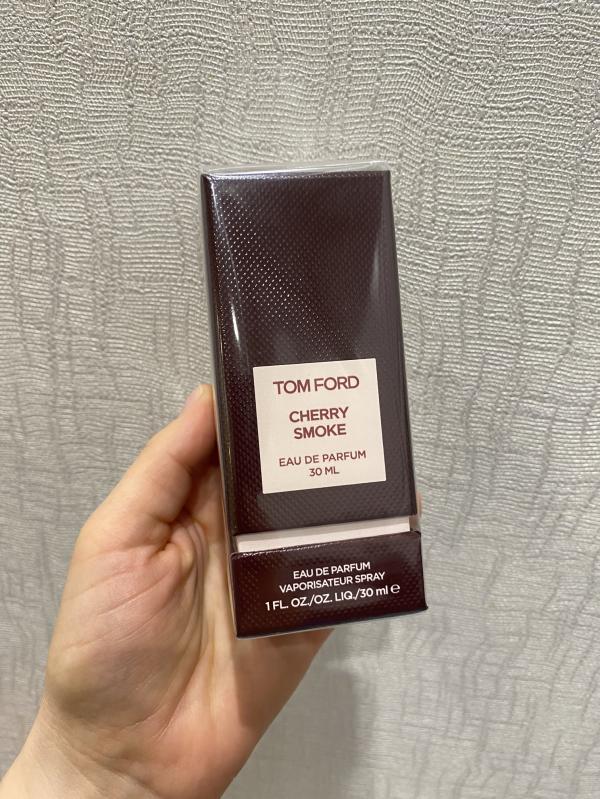 TOM FORD
CHERRY
SMOKE
EAU DE PARFUM
30 ML
EAU DE PARFUM
VAPORISATEUR SPRAY
1 FL. OZ./OZ. LIQ./30 ml ℮